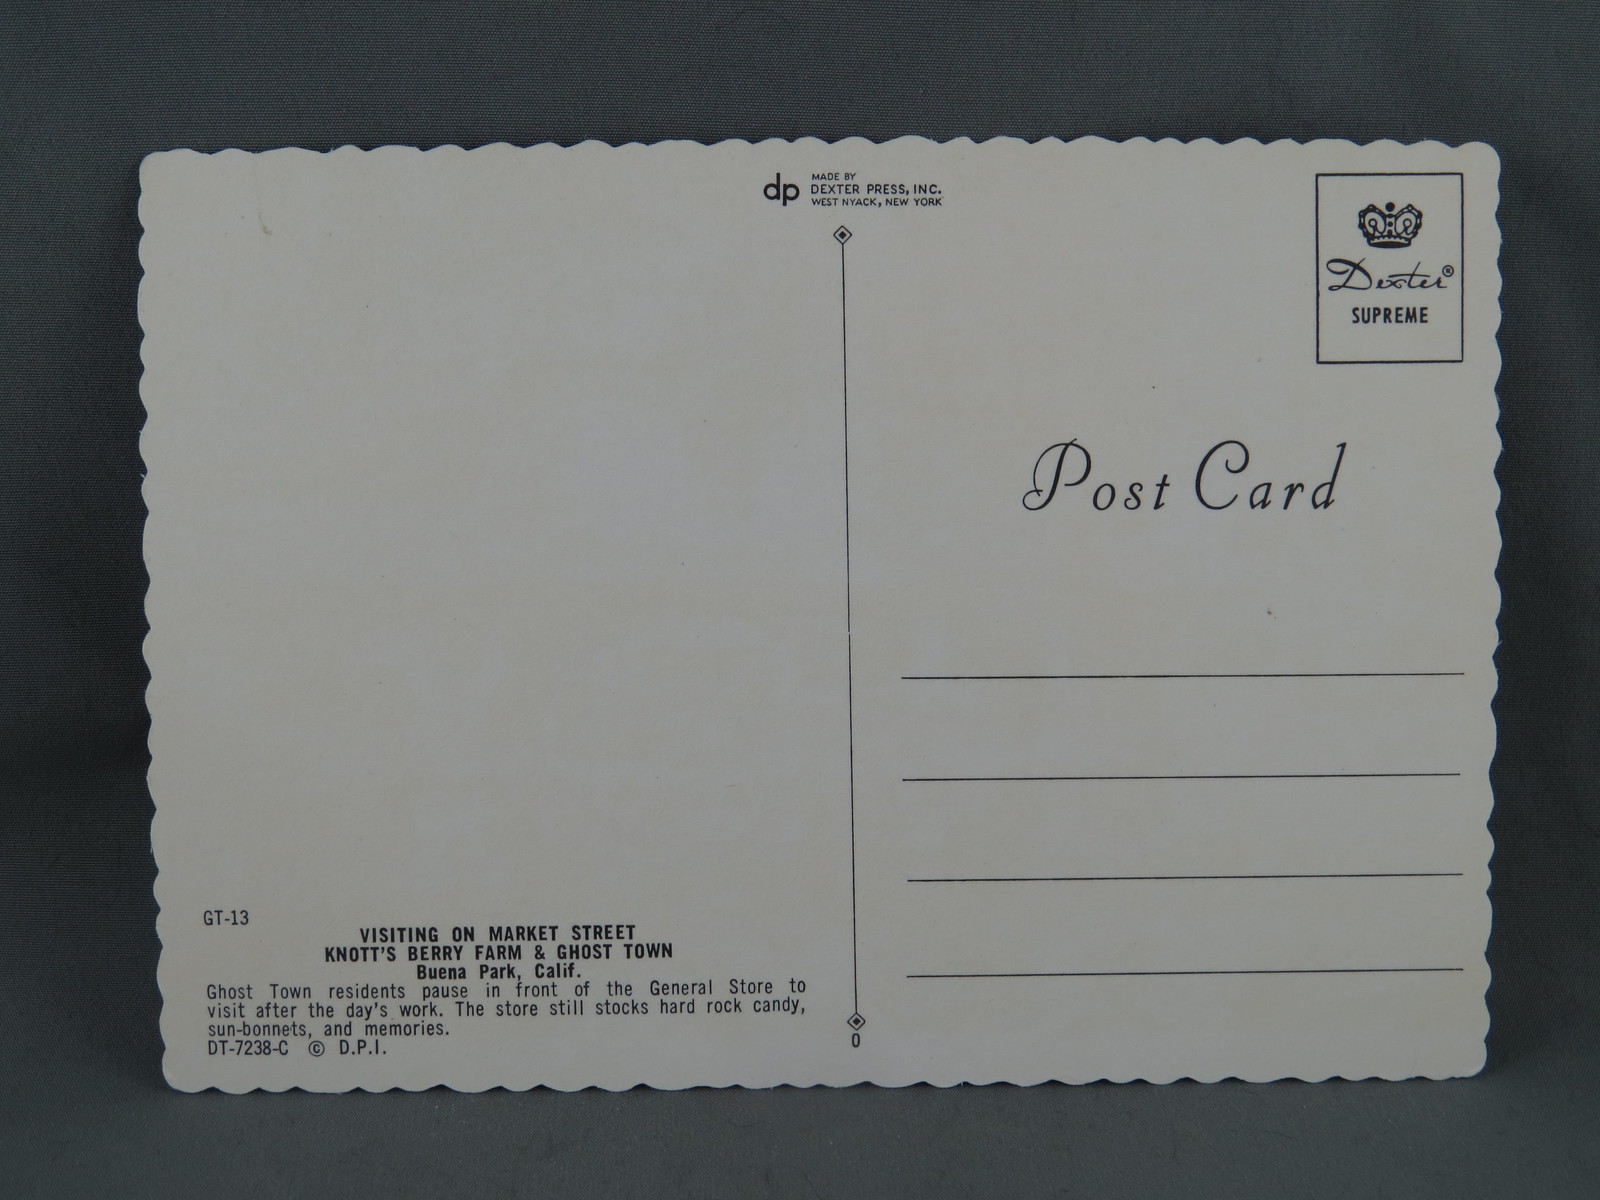 dp
MADE BY
DEXTER PRESS, INC.
WEST NYACK, NEW YORK
Dexter®
SUPREME
Post Card
GT-13
VISITING ON MARKET STREET
KNOTT'S BERRY FARM & GHOST TOWN
Buena Park, Calif.
Ghost Town residents pause in front of the General Store to
visit after the day's work. The store still stocks hard rock candy,
sun-bonnets, and memories.
DT-7238-C © D.P.I.
0